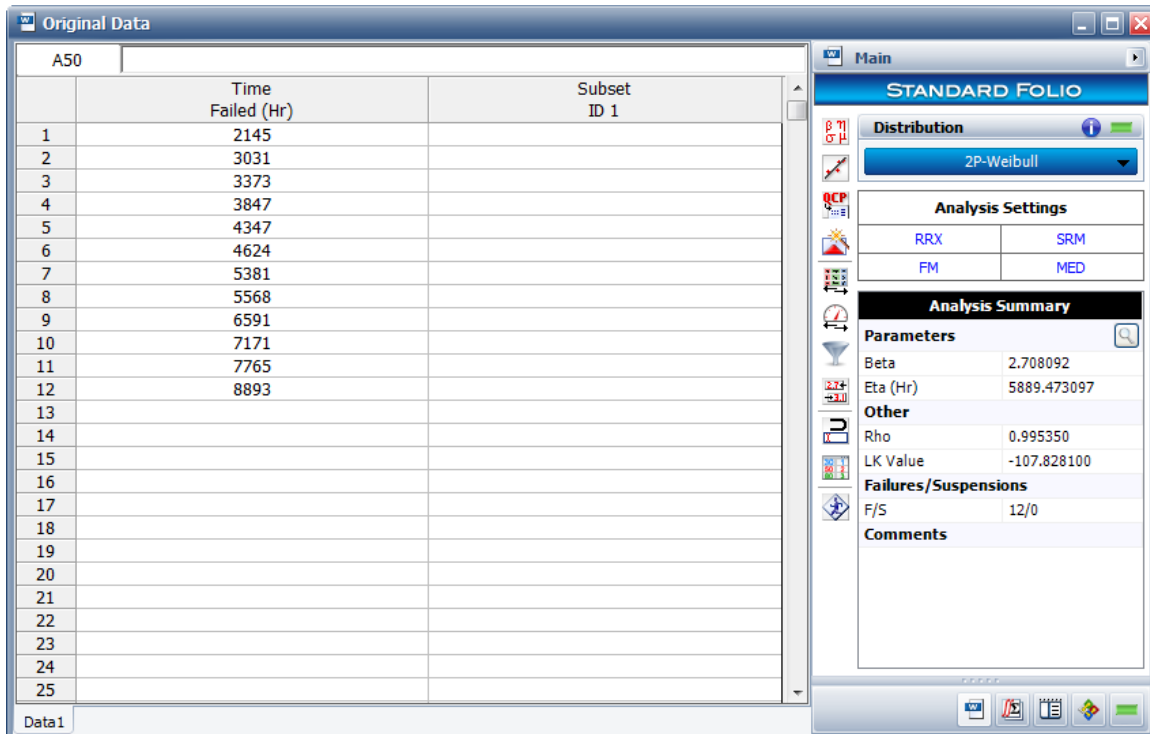 Original Data
A50
Time Subset
Failed (Hr) ID 1
1 2145
2 3031
3 3373
4 3847
5 4347
6 4624
7 5381
8 5568
9 6591
10 7171
11 7765
12 8893
13
14
15
16
17
18
19
20
21
22
23
24
25
Data1
Main
STANDARD FOLIO
β η
σ μ
Distribution
2P-Weibull
QCP
Analysis Settings
RRX SRM
FM MED
Analysis Summary
Parameters
Beta 2.708092
Eta (Hr) 5889.473097
Other
Rho 0.995350
LK Value -107.828100
Failures/Suspensions
F/S 12/0
Comments